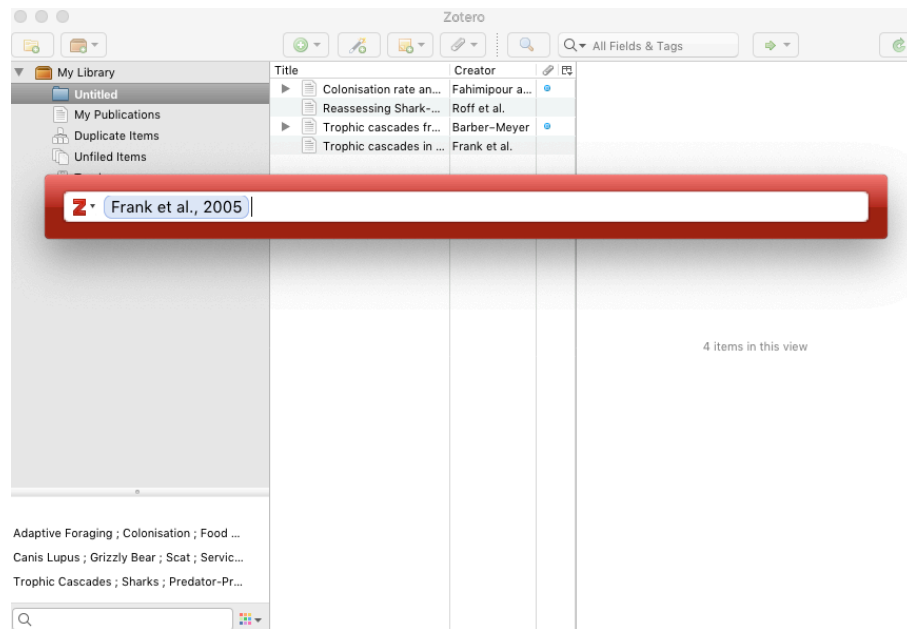 Zotero
All Fields & Tags
My Library
Untitled
My Publications
Duplicate Items
Unfiled Items
Title Creator
Colonisation rate an... Fahimipour a...
Reassessing Shark-... Roff et al.
Trophic cascades fr... Barber-Meyer
Trophic cascades in ... Frank et al.
Z Frank et al., 2005
4 items in this view
Adaptive Foraging ; Colonisation ; Food ...
Canis Lupus ; Grizzly Bear ; Scat ; Servic...
Trophic Cascades ; Sharks ; Predator-Pr...